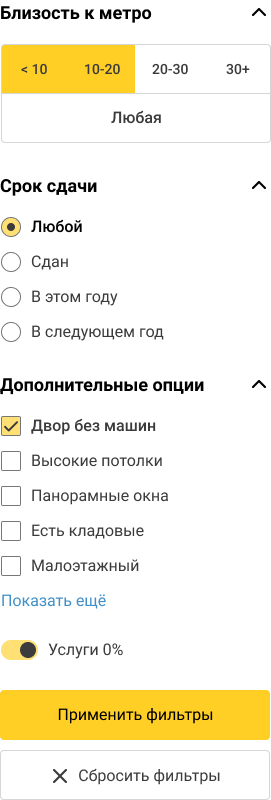 Близость к метро
< 10 10-20 20-30 30+
Любая
Срок сдачи
Любой
Сдан
В этом году
В следующем год
Дополнительные опции
Двор без машин
Высокие потолки
Панорамные окна
Есть кладовые
Малоэтажный
Показать ещё
Услуги 0%
Применить фильтры
Сбросить фильтры